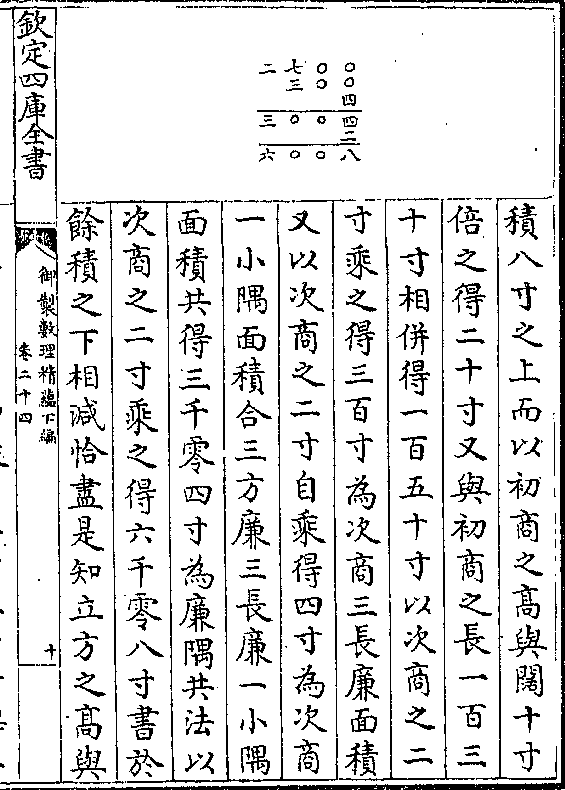 二七〇〇
三〇〇
四
三〇〇四
二
六〇〇八
積八寸之上而以初商之髙與闊十寸
倍之得二十寸又與初商之長一百三
十寸相併得一百五十寸以次商之二
寸乘之得三百寸為次商三長廉面積
又以次商之二寸自乘得四寸為次商
一小隅面積合三方廉三長廉一小隅
面積共得三千零四寸為廉隅共法以
次商之二寸乘之得六千零八寸書於
餘積之下相減恰盡是知立方之髙與
欽定四庫全書
御製數理精蘊下編
卷二十四
十